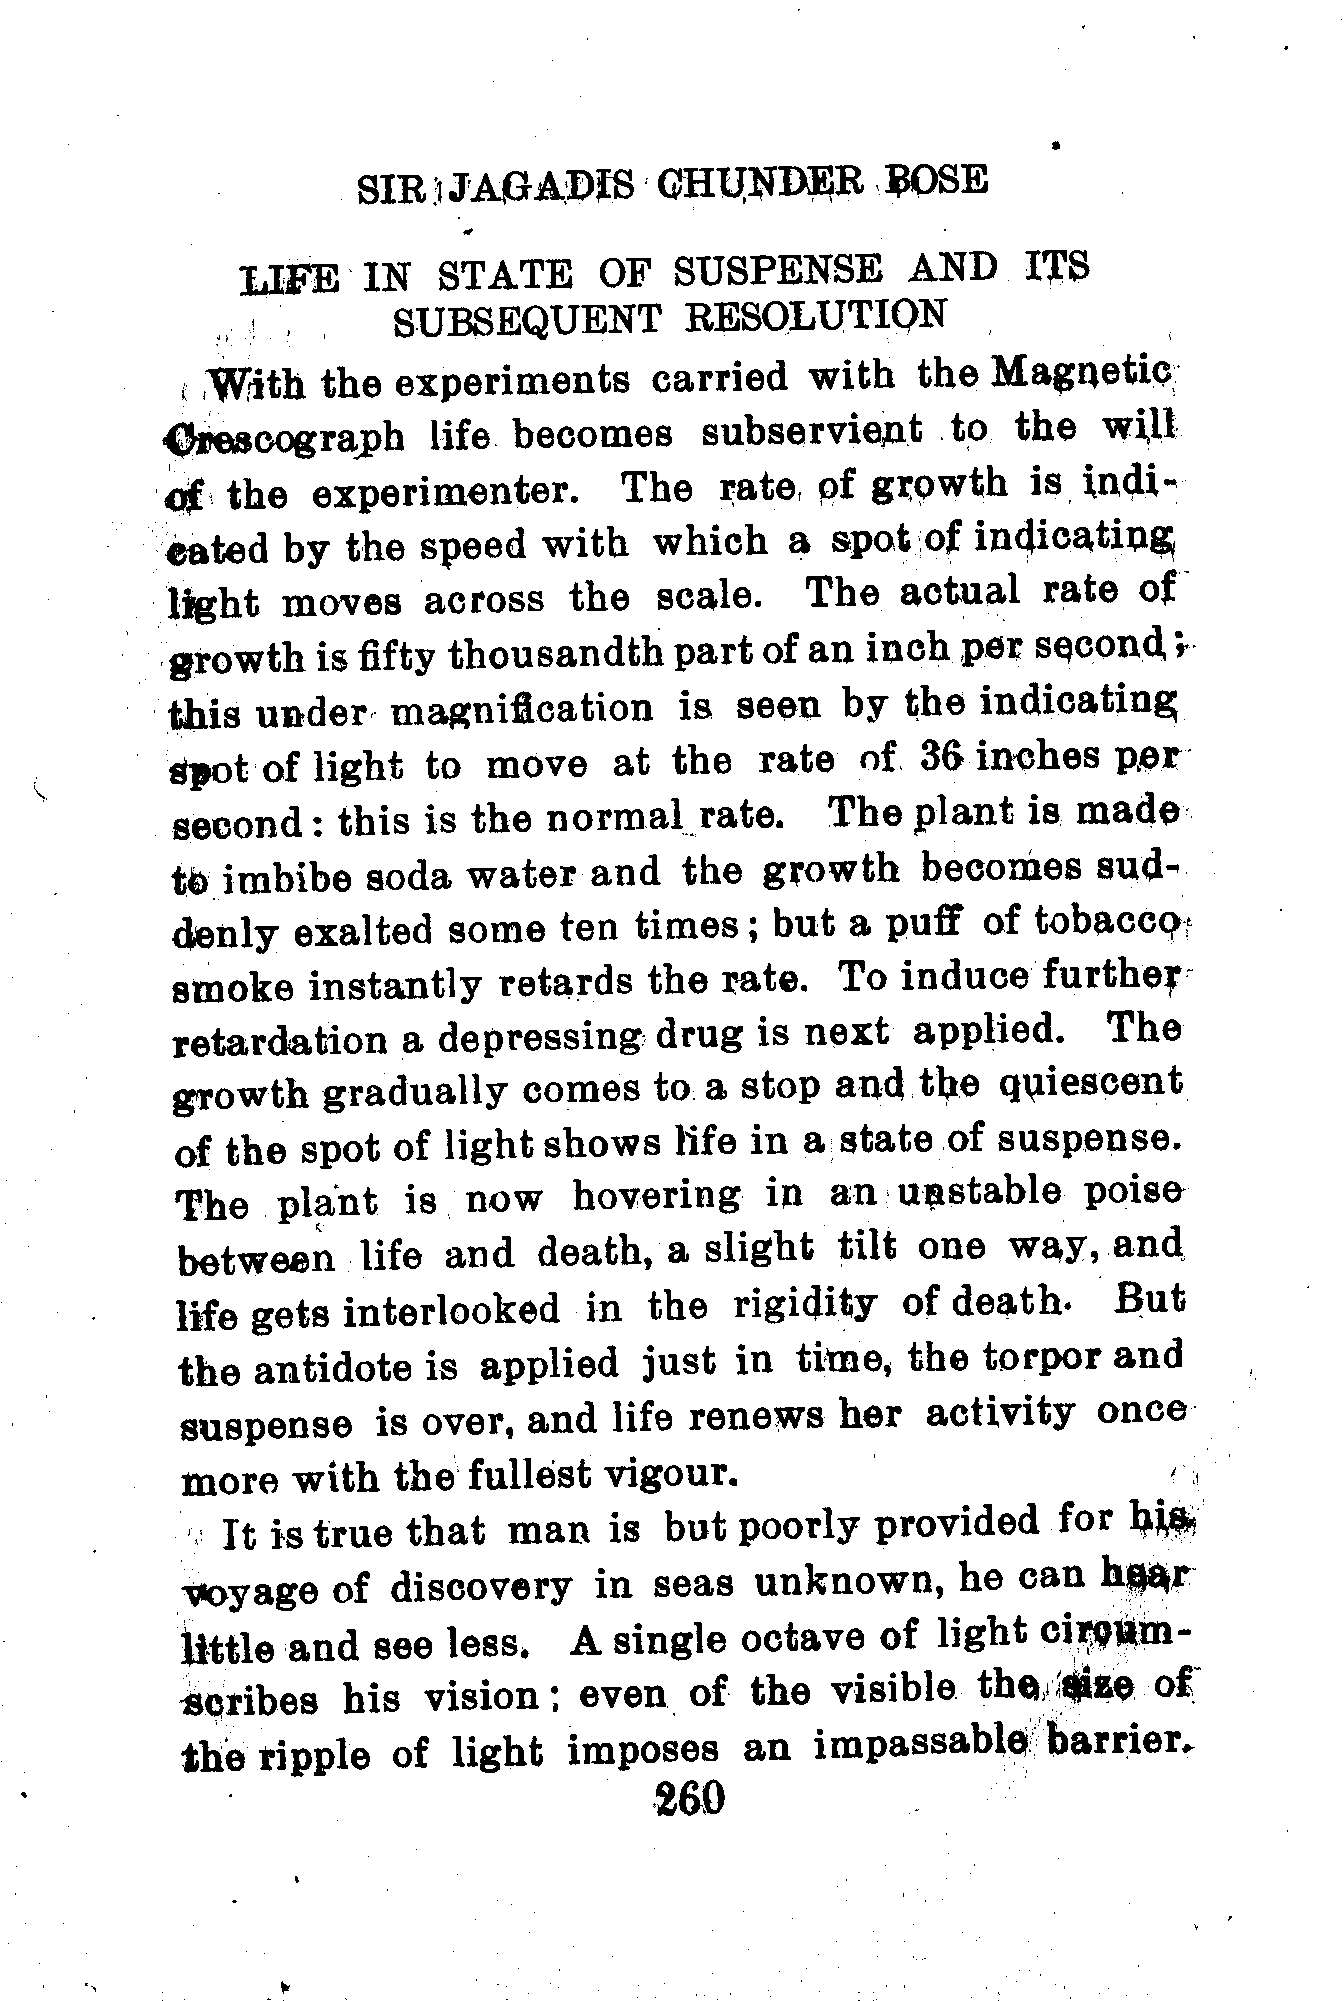 SIR JAGADIS CHUNDER BOSE
LIFE IN STATE OF SUSPENSE AND ITS
SUBSEQUENT RESOLUTION
With the experiments carried with the Magnetic
Crescograph life becomes subservient to the will
of the experimenter. The rate of growth is indi-
cated by the speed with which a spot of indicating
light moves across the scale. The actual rate of
growth is fifty thousandth part of an inch per second;
this under magnification is seen by the indicating
spot of light to move at the rate of 36 inches per
second: this is the normal rate. The plant is made
to imbibe soda water and the growth becomes sud-
denly exalted some ten times; but a puff of tobacco
smoke instantly retards the rate. To induce further
retardation a depressing drug is next applied. The
growth gradually comes to a stop and the quiescent
of the spot of light shows life in a state of suspense.
The plant is now hovering in an unstable poise
between life and death, a slight tilt one way, and
life gets interlooked in the rigidity of death. But
the antidote is applied just in time, the torpor and
suspense is over, and life renews her activity once
more with the fullest vigour.
It is true that man is but poorly provided for his
voyage of discovery in seas unknown, he can hear
little and see less. A single octave of light circum-
scribes his vision; even of the visible the size of
the ripple of light imposes an impassable barrier.
260